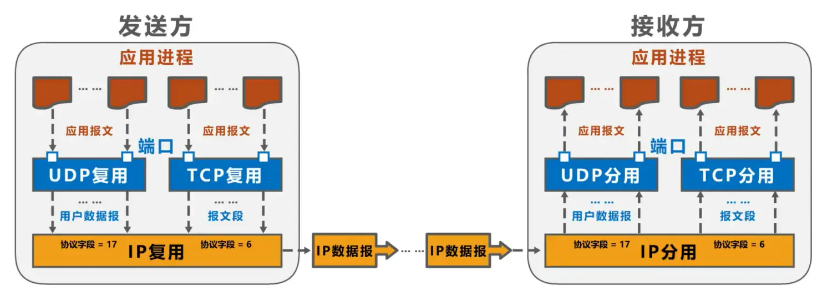 发送方
应用进程
… …
… …
应用报文
应用报文
端口
UDP复用
TCP复用
… …
… …
用户数据报
报文段
协议字段 = 17
协议字段 = 6
IP复用
IP数据报
… …
IP数据报
接收方
应用进程
… …
… …
应用报文
应用报文
端口
UDP分用
TCP分用
… …
… …
用户数据报
报文段
协议字段 = 17
协议字段 = 6
IP分用